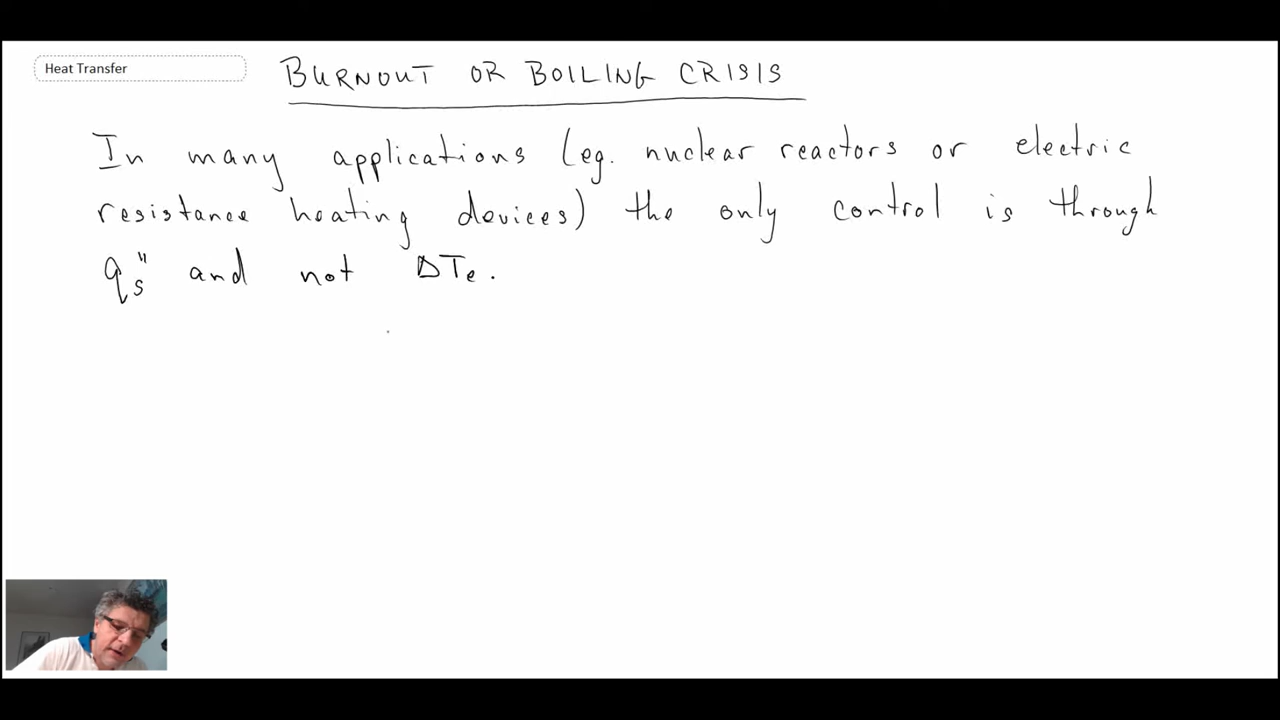 Heat Transfer
BURNOUT OR BOILING CRISIS
In many applications (eg. nuclear reactors or electric
resistance heating devices) the only control is through
qs" and not ΔTe.